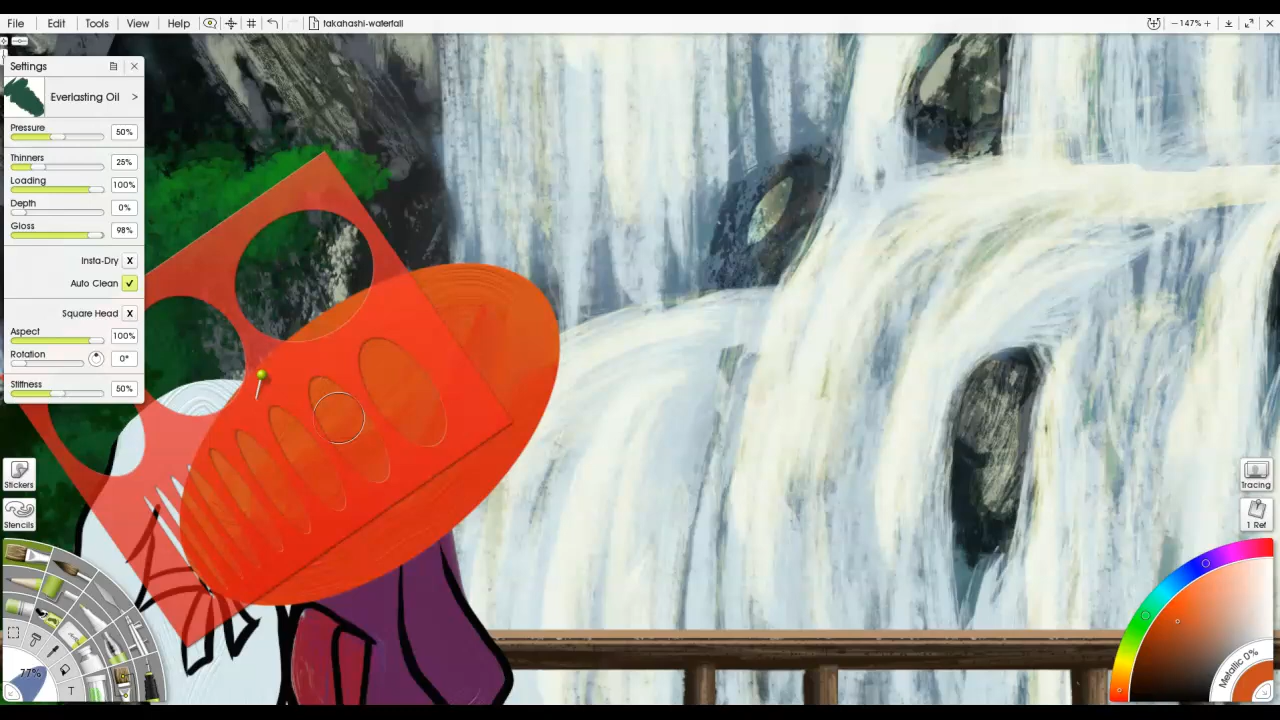 File Edit Tools View Help takahashi-waterfall −147% +
Settings
Everlasting Oil >
Pressure 50%
Thinners 25%
Loading 100%
Depth 0%
Gloss 98%
Insta-Dry X
Auto Clean
Square Head X
Aspect 100%
Rotation 0°
Stiffness 50%
Stickers
Stencils
77%
T
Tracing
1 Ref
Metallic 0%